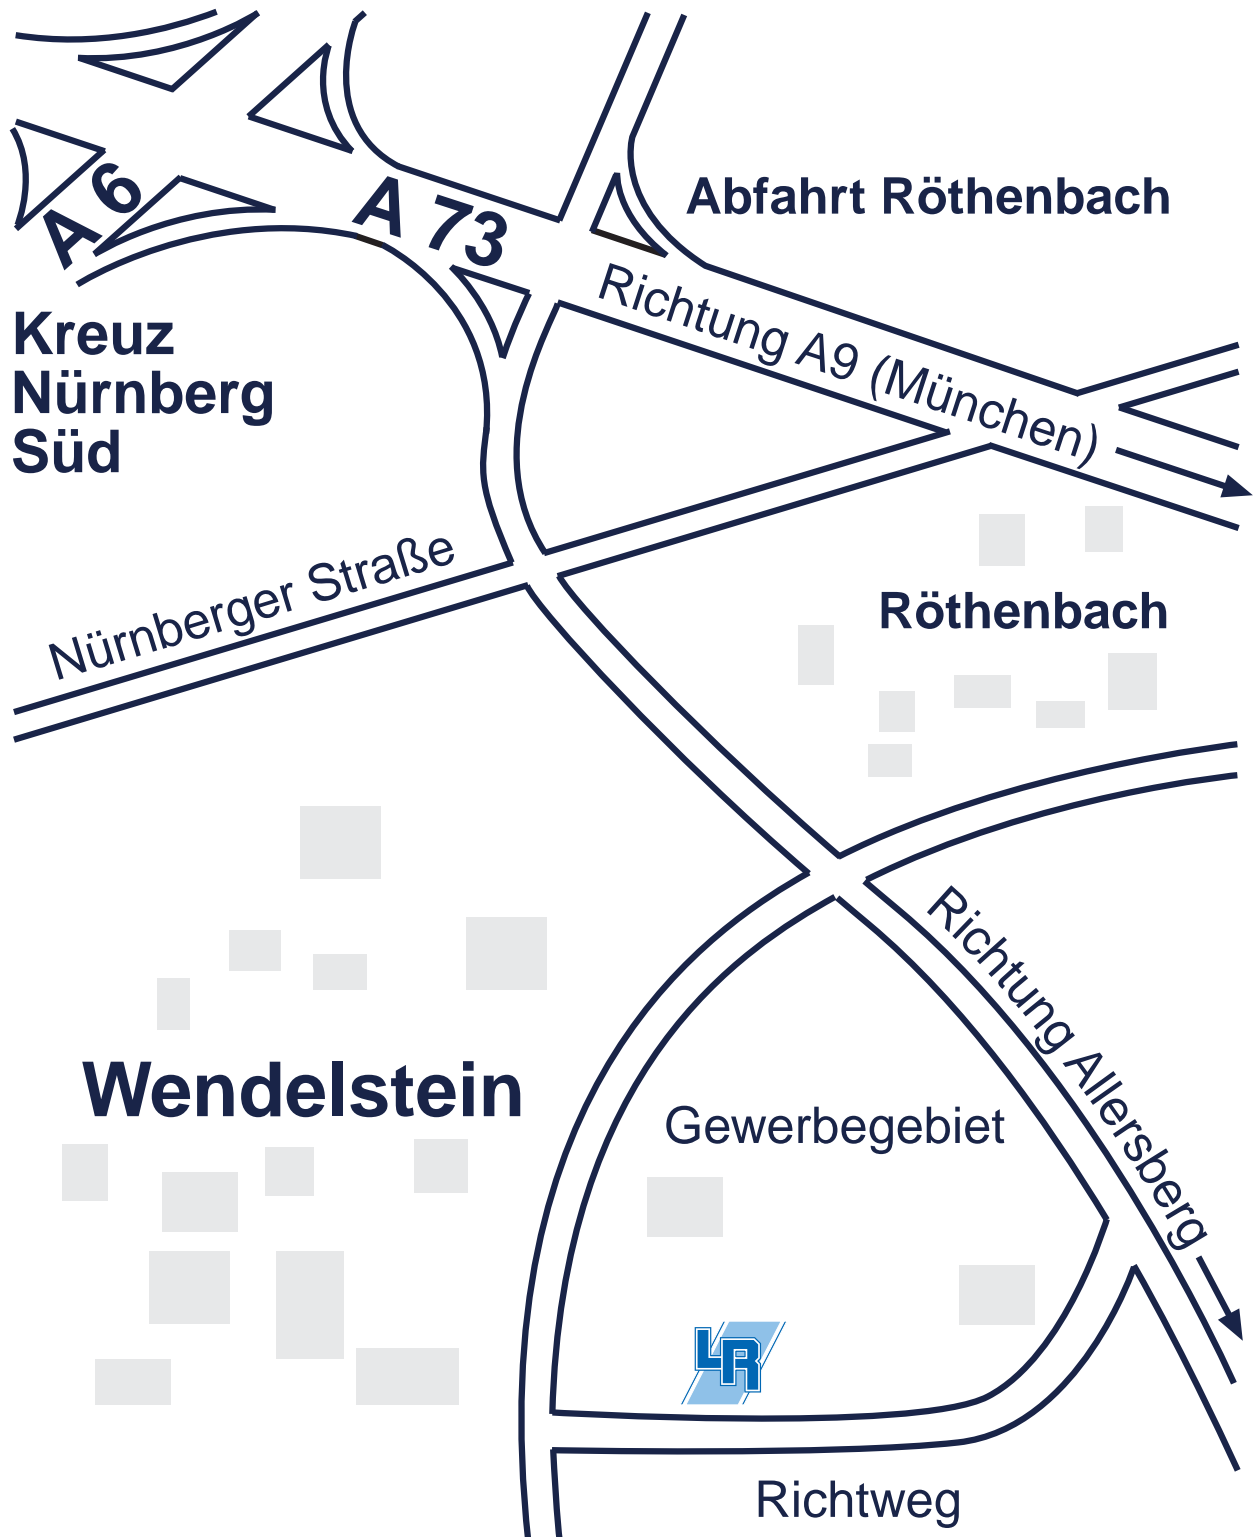 A 6
A 73
Abfahrt Röthenbach
Richtung A9 (München)
Kreuz
Nürnberg
Süd
Nürnberger Straße
Röthenbach
Richtung Allersberg
Wendelstein
Gewerbegebiet
LR
Richtweg